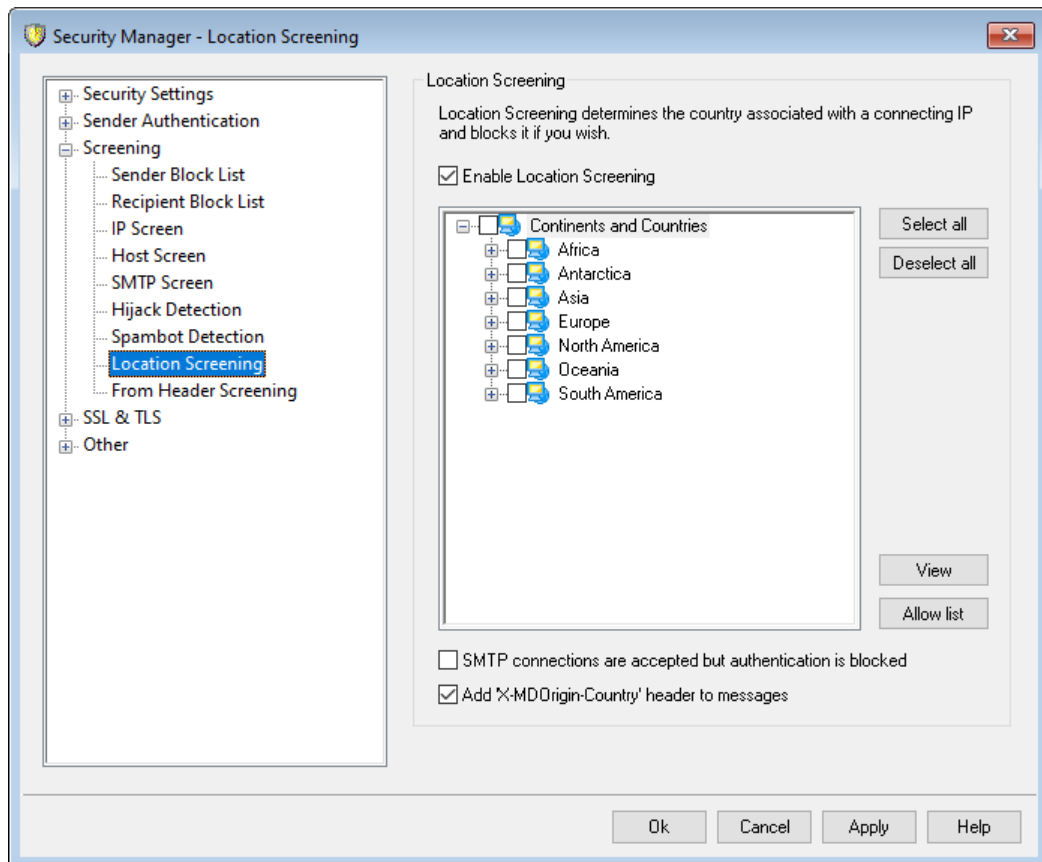 Security Manager - Location Screening
Security Settings
Sender Authentication
Screening
Sender Block List
Recipient Block List
IP Screen
Host Screen
SMTP Screen
Hijack Detection
Spambot Detection
Location Screening
From Header Screening
SSL & TLS
Other
Location Screening
Location Screening determines the country associated with a connecting IP
and blocks it if you wish.
Enable Location Screening
Continents and Countries
Africa
Antarctica
Asia
Europe
North America
Oceania
South America
Select all
Deselect all
View
Allow list
SMTP connections are accepted but authentication is blocked
Add 'X-MDOrigin-Country' header to messages
Ok
Cancel
Apply
Help